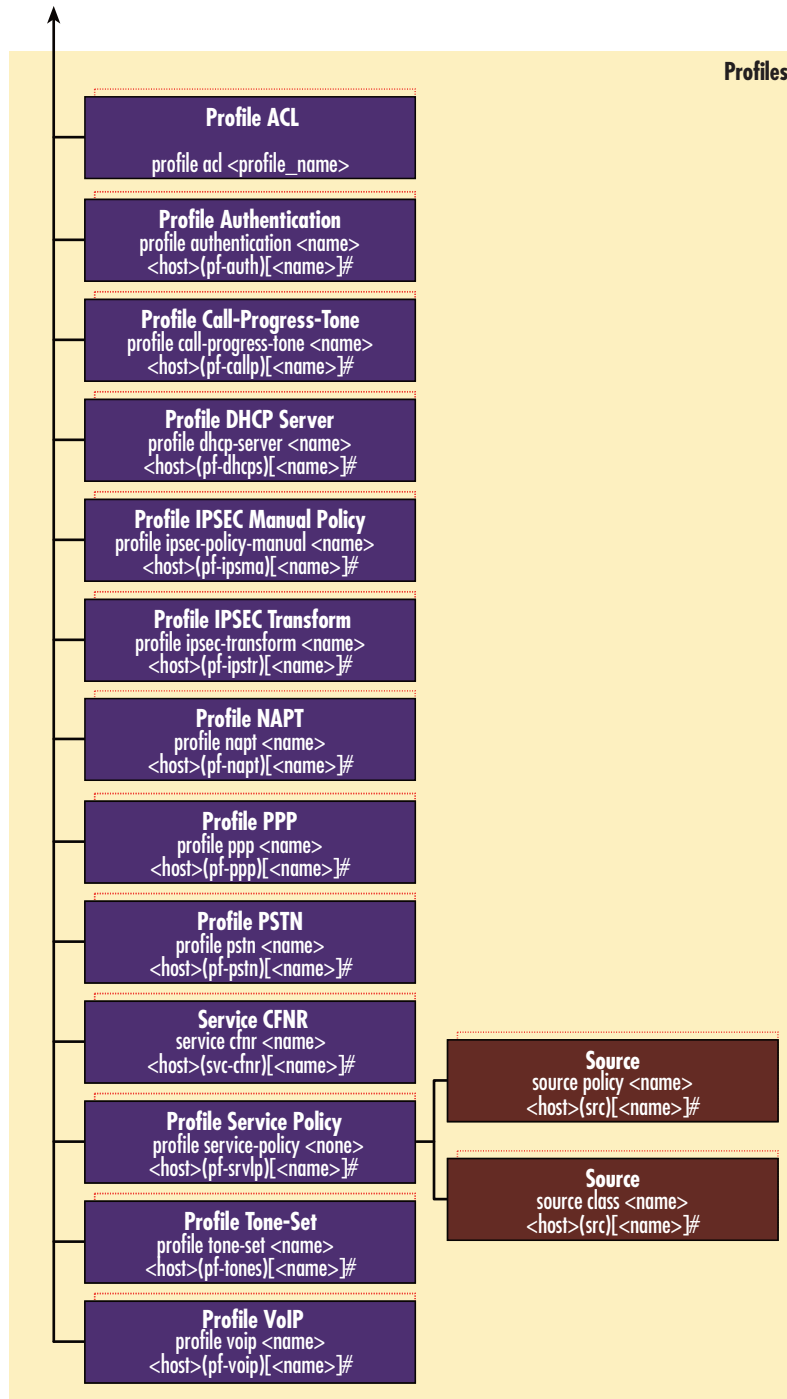 Profiles
Profile ACL
profile acl <profile_name>
Profile Authentication
profile authentication <name>
<host>(pf-auth)[<name>]#
Profile Call-Progress-Tone
profile call-progress-tone <name>
<host>(pf-callp)[<name>]#
Profile DHCP Server
profile dhcp-server <name>
<host>(pf-dhcps)[<name>]#
Profile IPSEC Manual Policy
profile ipsec-policy-manual <name>
<host>(pf-ipsma)[<name>]#
Profile IPSEC Transform
profile ipsec-transform <name>
<host>(pf-ipstr)[<name>]#
Profile NAPT
profile napt <name>
<host>(pf-napt)[<name>]#
Profile PPP
profile ppp <name>
<host>(pf-ppp)[<name>]#
Profile PSTN
profile pstn <name>
<host>(pf-pstn)[<name>]#
Service CFNR
service cfnr <name>
<host>(svc-cfnr)[<name>]#
Profile Service Policy
profile service-policy <none>
<host>(pf-srvlp)[<name>]#
Source
source policy <name>
<host>(src)[<name>]#
Source
source class <name>
<host>(src)[<name>]#
Profile Tone-Set
profile tone-set <name>
<host>(pf-tones)[<name>]#
Profile VoIP
profile voip <name>
<host>(pf-voip)[<name>]#